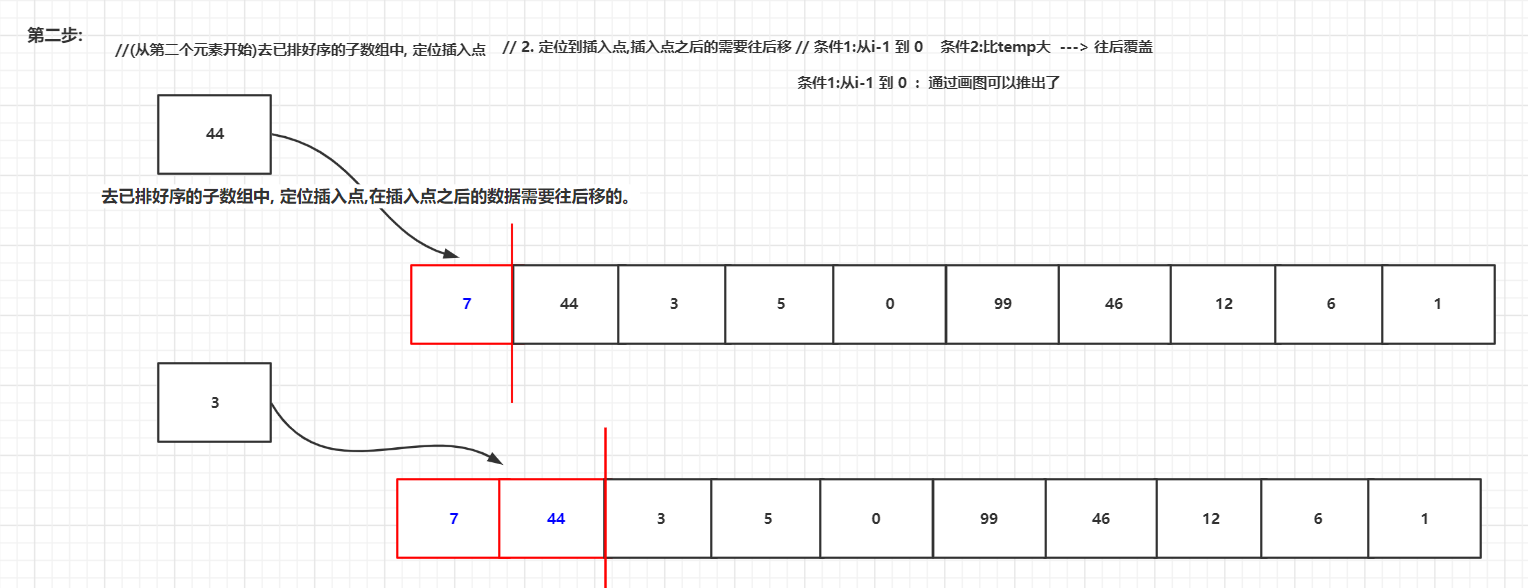 第二步:
//(从第二个元素开始)去已排好序的子数组中, 定位插入点
// 2. 定位到插入点,插入点之后的需要往后移 // 条件1:从i-1 到 0 条件2:比temp大 ---> 往后覆盖
条件1:从i-1 到 0 : 通过画图可以推出了
44
去已排好序的子数组中, 定位插入点,在插入点之后的数据需要往后移的。
7 44 3 5 0 99 46 12 6 1
3
7 44 3 5 0 99 46 12 6 1